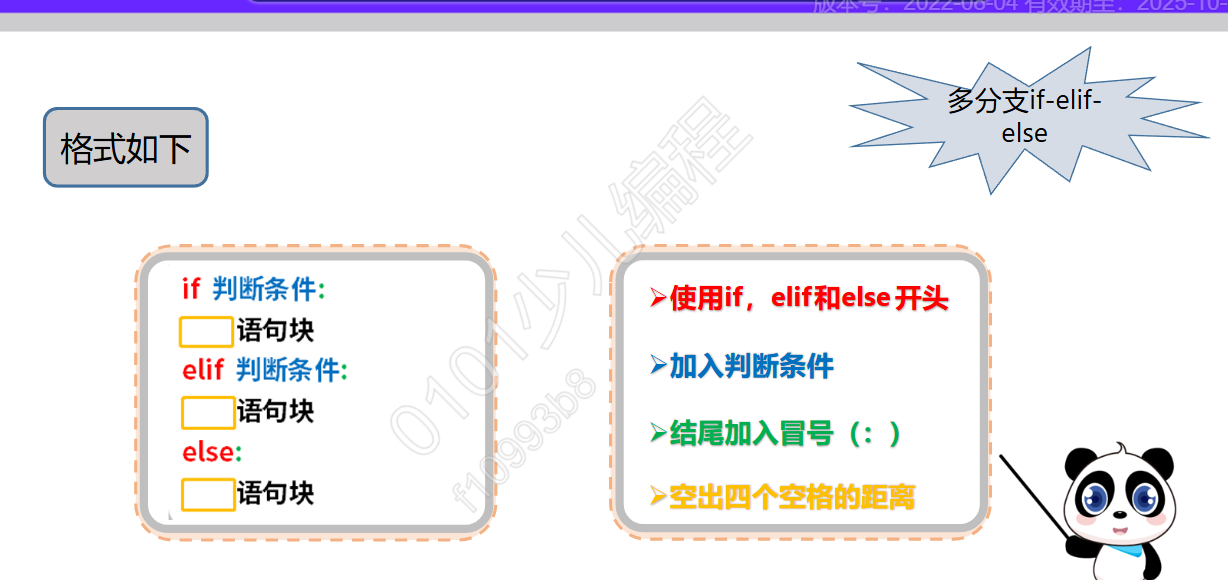 版本号：2022-08-04 有效期至：2025-10-
多分支if-elif-
else
格式如下
if 判断条件:
语句块
elif 判断条件:
语句块
else:
语句块
➢使用if，elif和else开头
➢加入判断条件
➢结尾加入冒号（：）
➢空出四个空格的距离
0101少儿编程
f10993b8